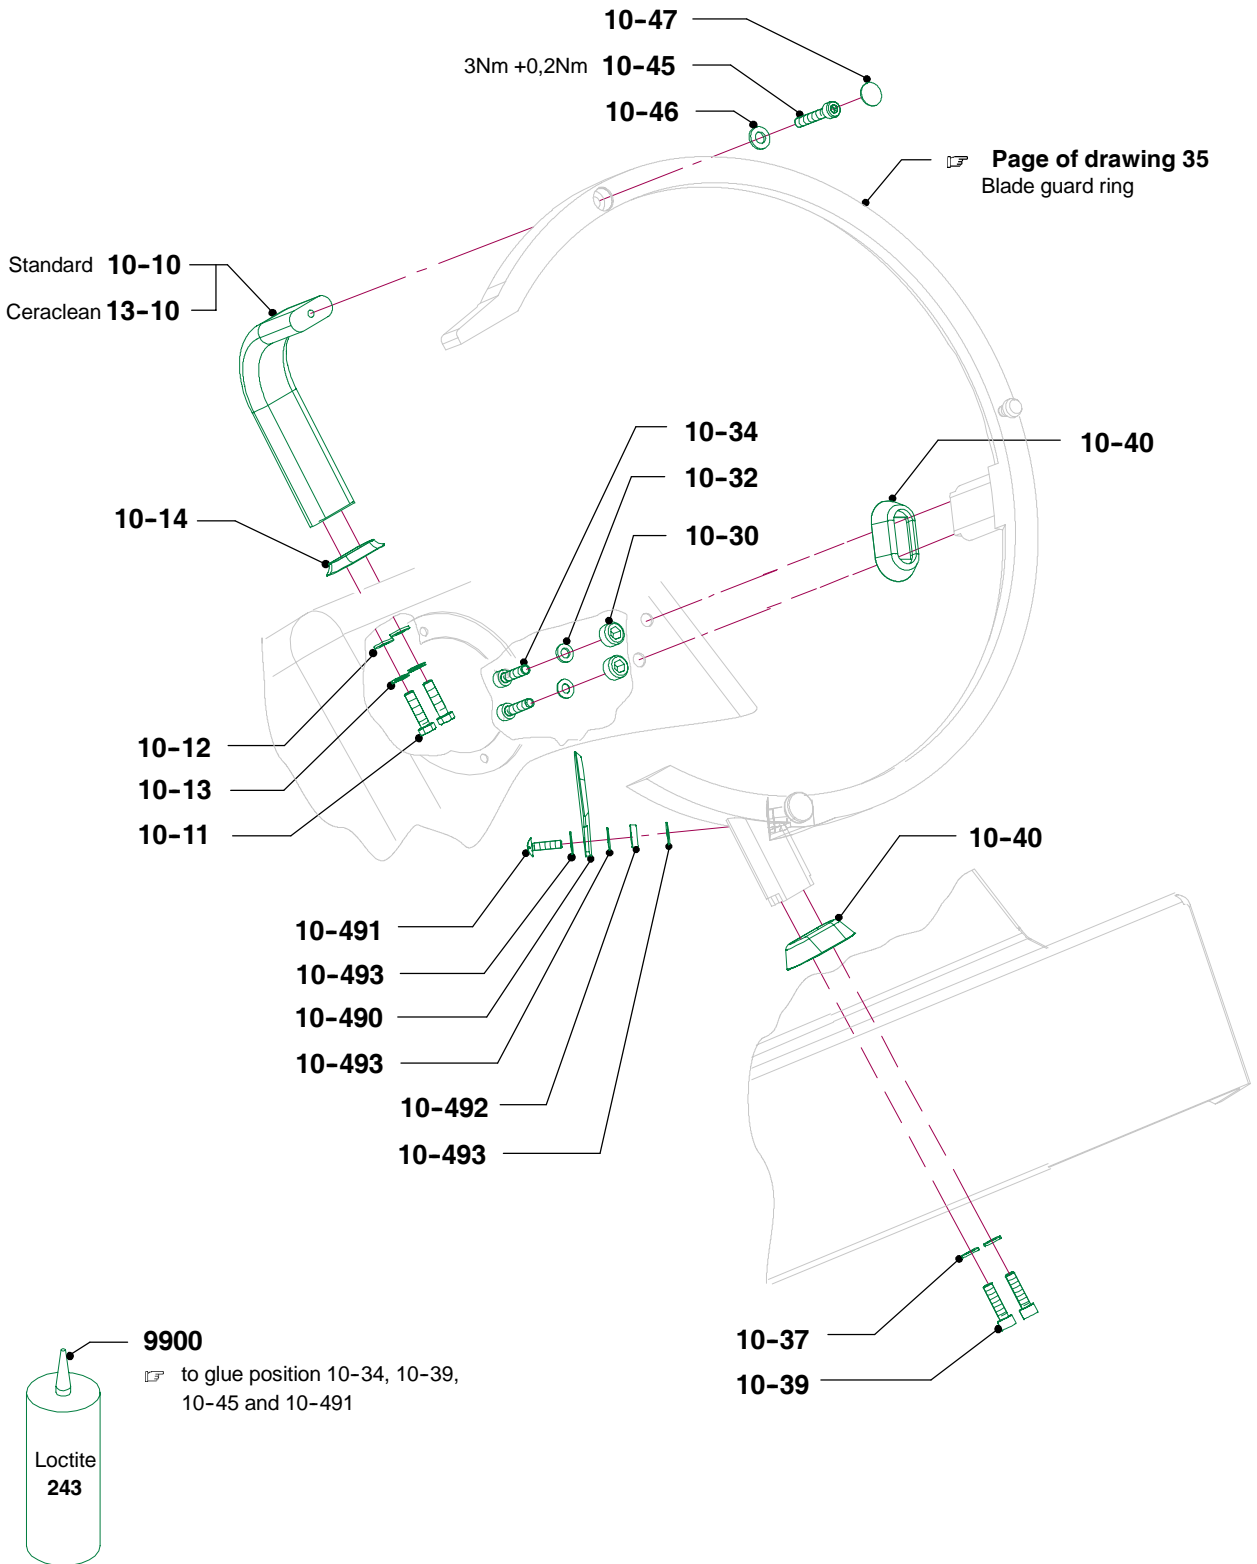 10-47
3Nm +0,2Nm 10-45
10-46
☞ Page of drawing 35
Blade guard ring
Standard 10-10
Ceraclean 13-10
10-34
10-40
10-32
10-14
10-30
10-12
10-13
10-11
10-40
10-491
10-493
10-490
10-493
10-492
10-493
10-37
10-39
9900
☞ to glue position 10-34, 10-39,
10-45 and 10-491
Loctite
243